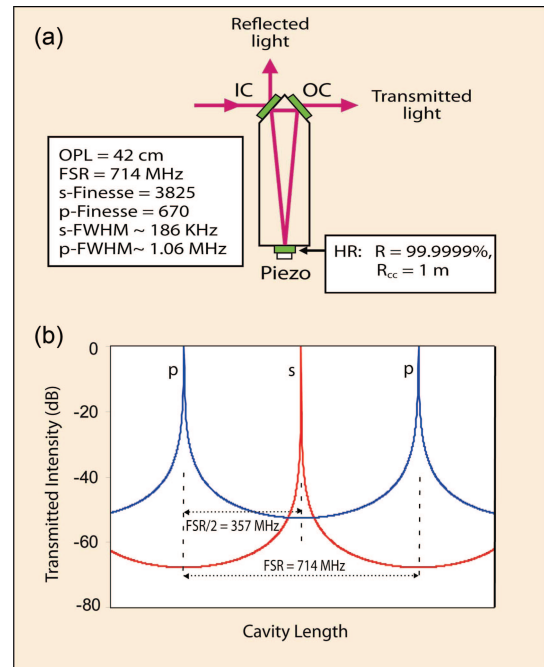 (a)
Reflected
light
IC
OC
Transmitted
light
OPL = 42 cm
FSR = 714 MHz
s-Finesse = 3825
p-Finesse = 670
s-FWHM ~ 186 KHz
p-FWHM~ 1.06 MHz
HR: R = 99.9999%,
Rcc = 1 m
Piezo
(b)
0
-20
-40
-60
-80
Transmitted Intensity (dB)
p
s
p
FSR/2 = 357 MHz
FSR = 714 MHz
Cavity Length